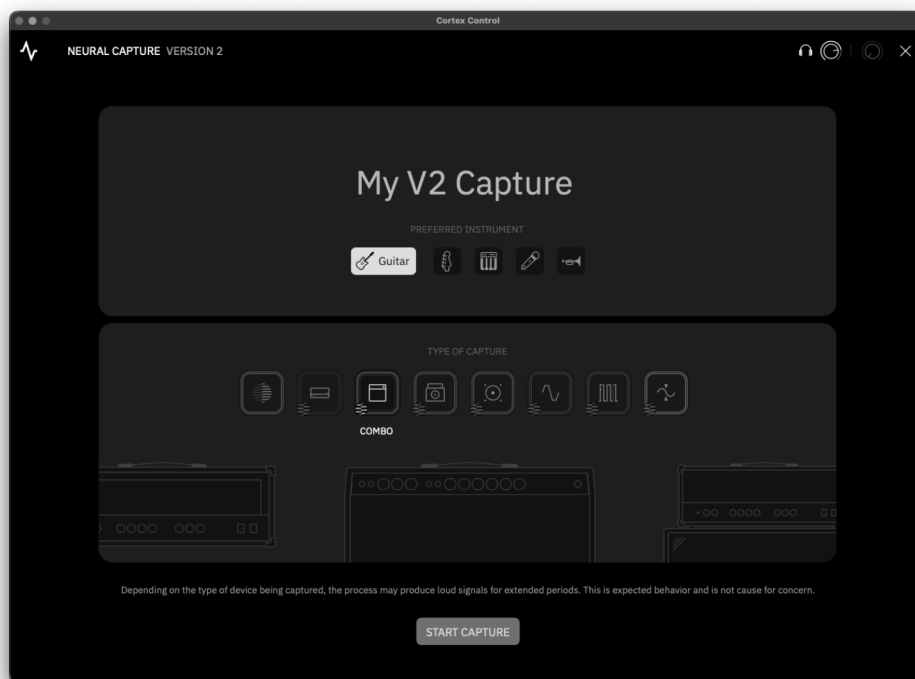 Cortex Control
NEURAL CAPTURE VERSION 2
My V2 Capture
PREFERRED INSTRUMENT
Guitar
TYPE OF CAPTURE
COMBO
Depending on the type of device being captured, the process may produce loud signals for extended periods. This is expected behavior and is not cause for concern.
START CAPTURE